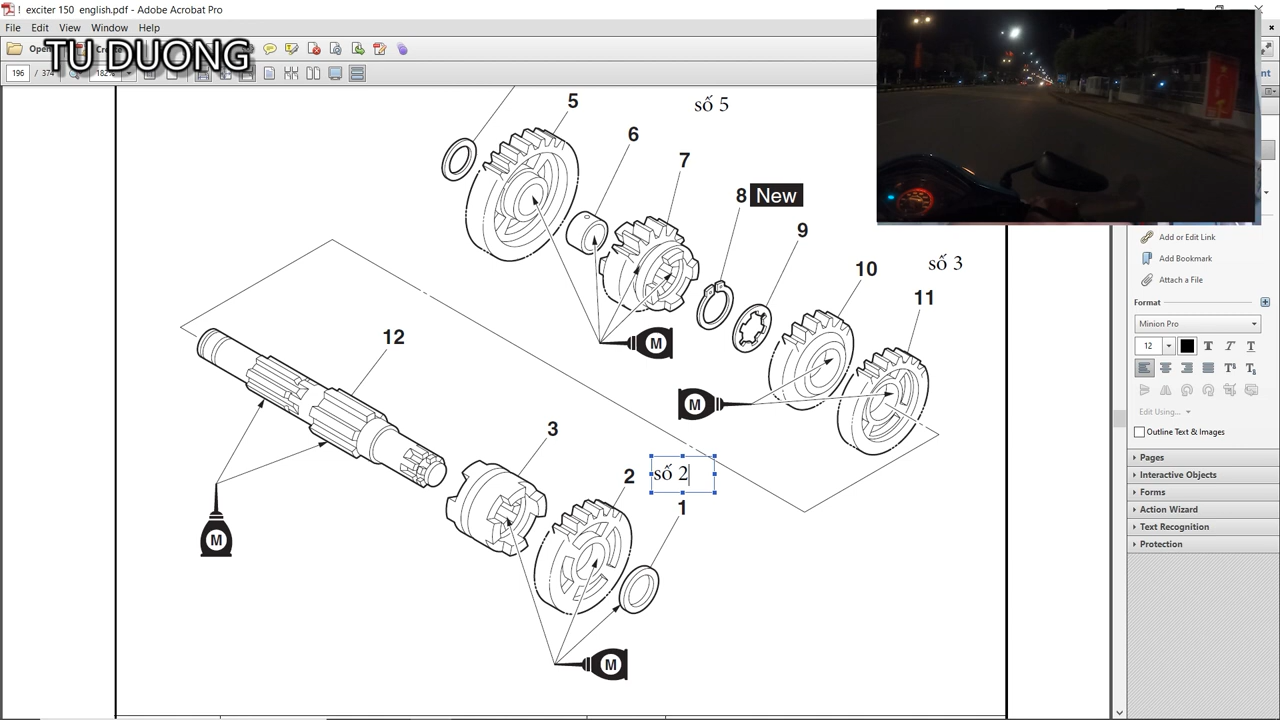 ! exciter 150 english.pdf - Adobe Acrobat Pro
File Edit View Window Help
TU DUONG
196 / 374
182%
5
số 5
6
7
8 New
9
10
số 3
11
12
3
2
số 2
1
M
M
M
M
M
Add or Edit Link
Add Bookmark
Attach a File
Format
Minion Pro
12
T T T
Edit Using...
Outline Text & Images
Pages
Interactive Objects
Forms
Action Wizard
Text Recognition
Protection